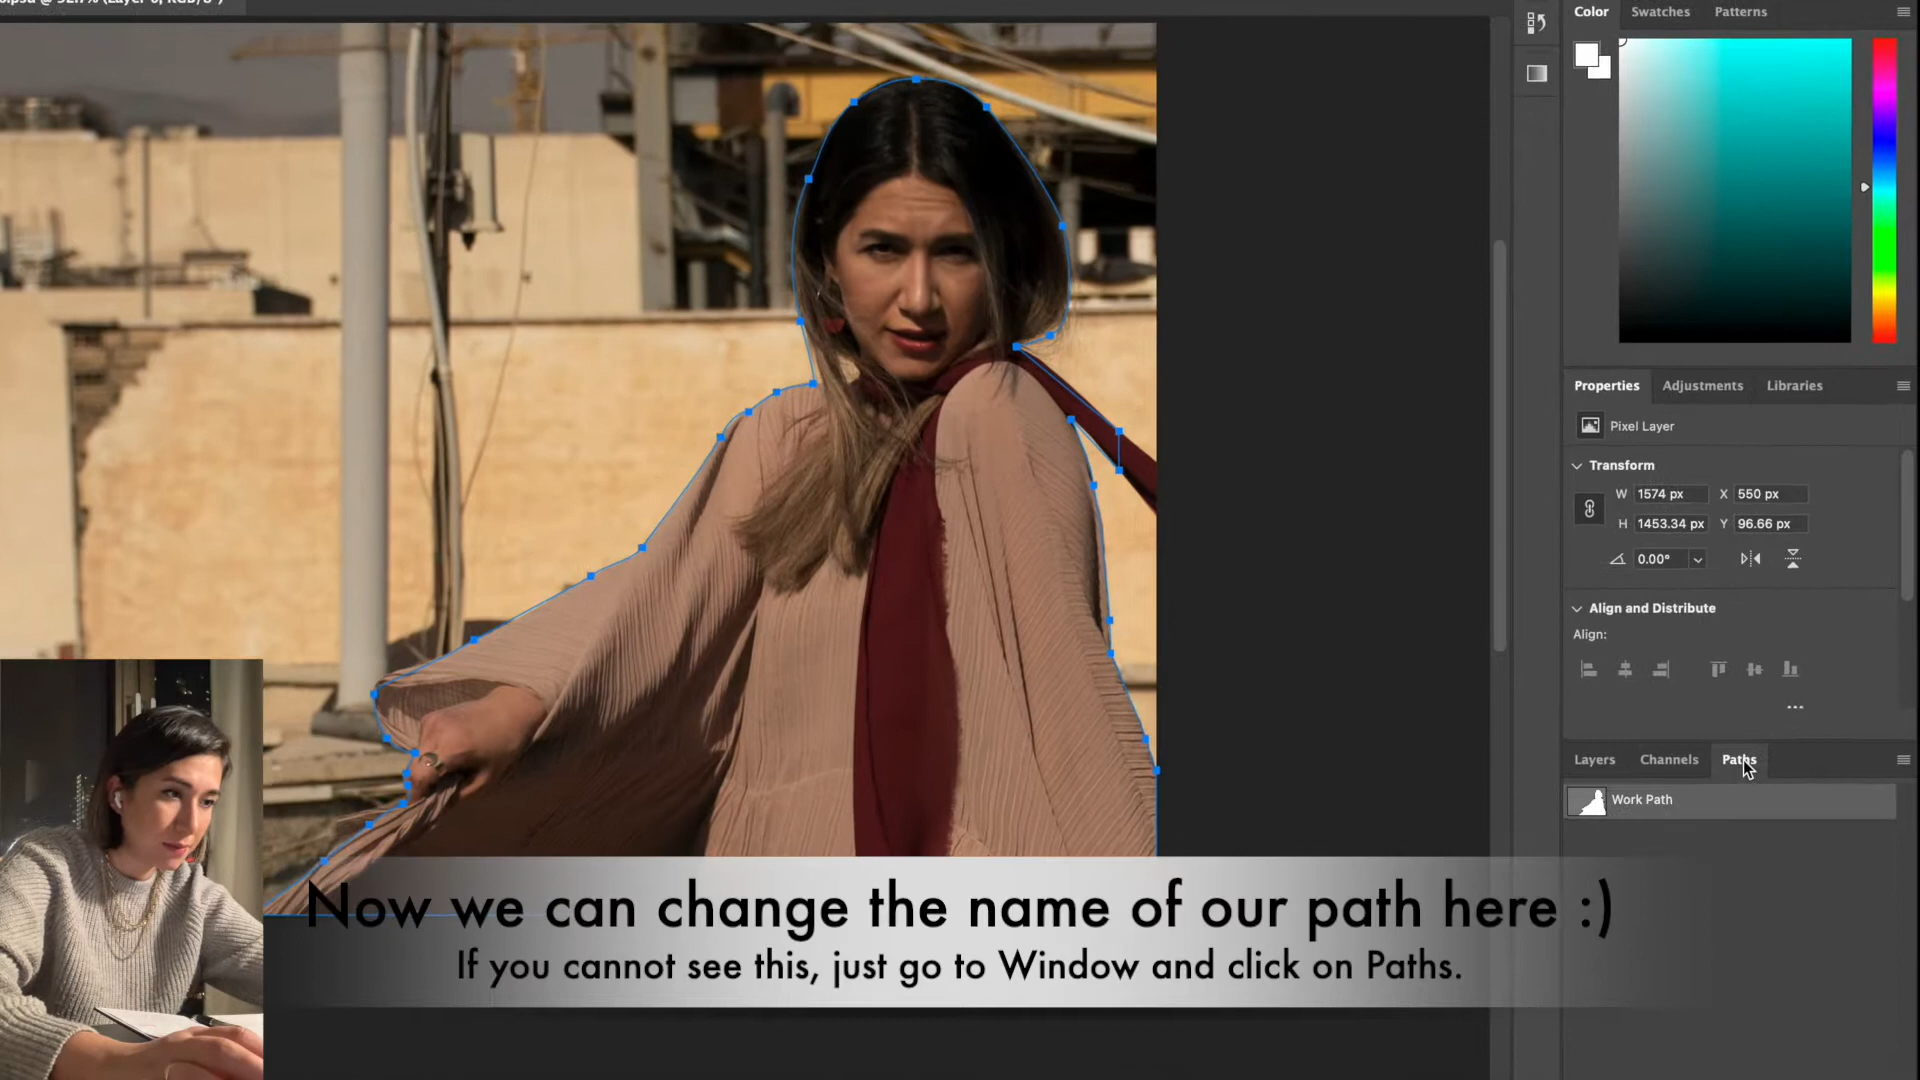 Color
Swatches
Patterns
Properties
Adjustments
Libraries
Pixel Layer
Transform
W 1574 px X 550 px
H 1453.34 px Y 96.66 px
0.00°
Align and Distribute
Align:
Layers
Channels
Paths
Work Path
Now we can change the name of our path here :)
If you cannot see this, just go to Window and click on Paths.